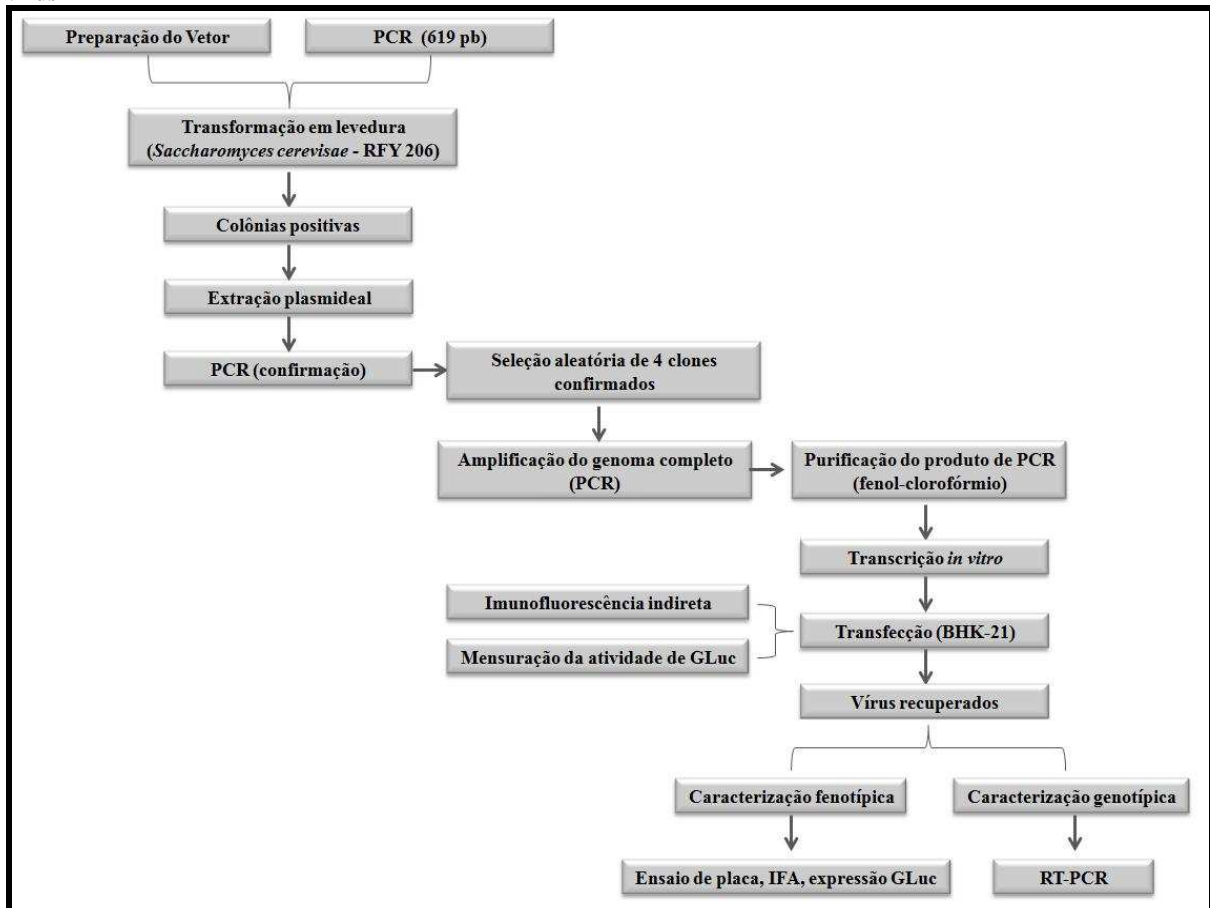 Preparação do Vetor
PCR (619 pb)
Transformação em levedura
(Saccharomyces cerevisae - RFY 206)
Colônias positivas
Extração plasmideal
PCR (confirmação)
Seleção aleatória de 4 clones
confirmados
Amplificação do genoma completo
(PCR)
Purificação do produto de PCR
(fenol-clorofórmio)
Transcrição in vitro
Imunofluorescência indireta
Mensuração da atividade de GLuc
Transfecção (BHK-21)
Vírus recuperados
Caracterização fenotípica
Caracterização genotípica
Ensaio de placa, IFA, expressão GLuc
RT-PCR